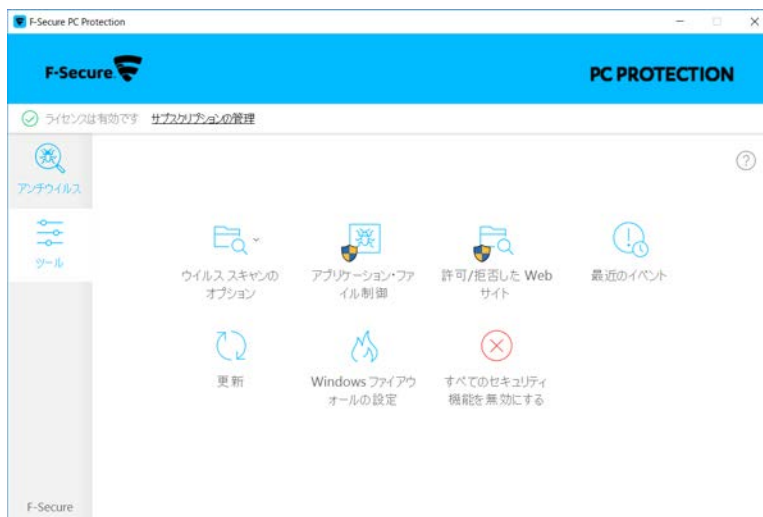 F-Secure PC Protection
F-Secure
PC PROTECTION
ライセンスは有効です サブスクリプションの管理
アンチウイルス
ツール
ウイルス スキャンの
オプション
アプリケーション・ファ
イル制御
許可/拒否した Web
サイト
最近のイベント
更新
Windows ファイアウ
ォールの設定
すべてのセキュリティ
機能を無効にする
F-Secure